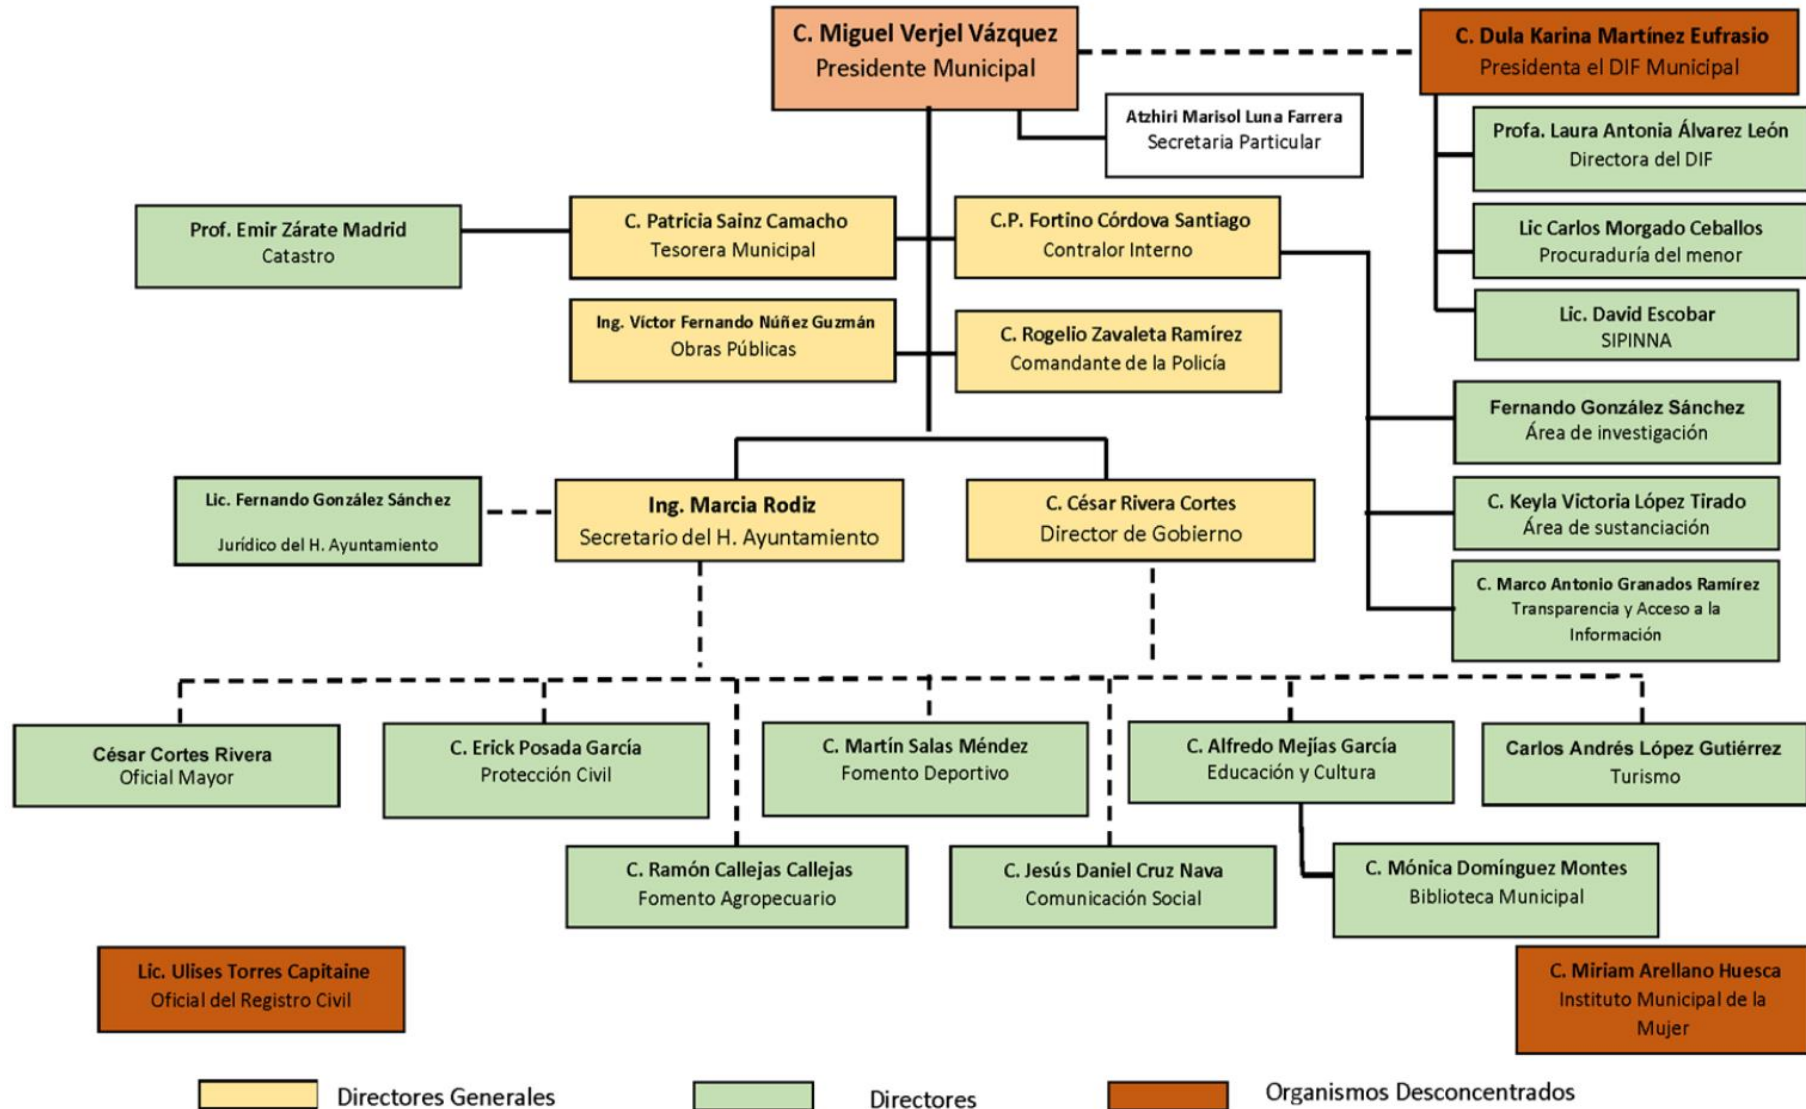 C. Miguel Verjel Vázquez
Presidente Municipal
C. Dula Karina Martínez Eufrasio
Presidenta el DIF Municipal
Atzhiri Marisol Luna Farrera
Secretaria Particular
Profa. Laura Antonia Álvarez León
Directora del DIF
Prof. Emir Zárate Madrid
Catastro
C. Patricia Sainz Camacho
Tesorera Municipal
C.P. Fortino Córdova Santiago
Contralor Interno
Lic Carlos Morgado Ceballos
Procuraduría del menor
Ing. Víctor Fernando Núñez Guzmán
Obras Públicas
C. Rogelio Zavaleta Ramírez
Comandante de la Policía
Lic. David Escobar
SIPINNA
Fernando González Sánchez
Área de investigación
Lic. Fernando González Sánchez
Jurídico del H. Ayuntamiento
Ing. Marcia Rodiz
Secretario del H. Ayuntamiento
C. César Rivera Cortes
Director de Gobierno
C. Keyla Victoria López Tirado
Área de sustanciación
C. Marco Antonio Granados Ramírez
Transparencia y Acceso a la
Información
César Cortes Rivera
Oficial Mayor
C. Erick Posada García
Protección Civil
C. Martín Salas Méndez
Fomento Deportivo
C. Alfredo Mejías García
Educación y Cultura
Carlos Andrés López Gutiérrez
Turismo
C. Ramón Callejas Callejas
Fomento Agropecuario
C. Jesús Daniel Cruz Nava
Comunicación Social
C. Mónica Domínguez Montes
Biblioteca Municipal
Lic. Ulises Torres Capitaine
Oficial del Registro Civil
C. Miriam Arellano Huesca
Instituto Municipal de la
Mujer
Directores Generales
Directores
Organismos Desconcentrados